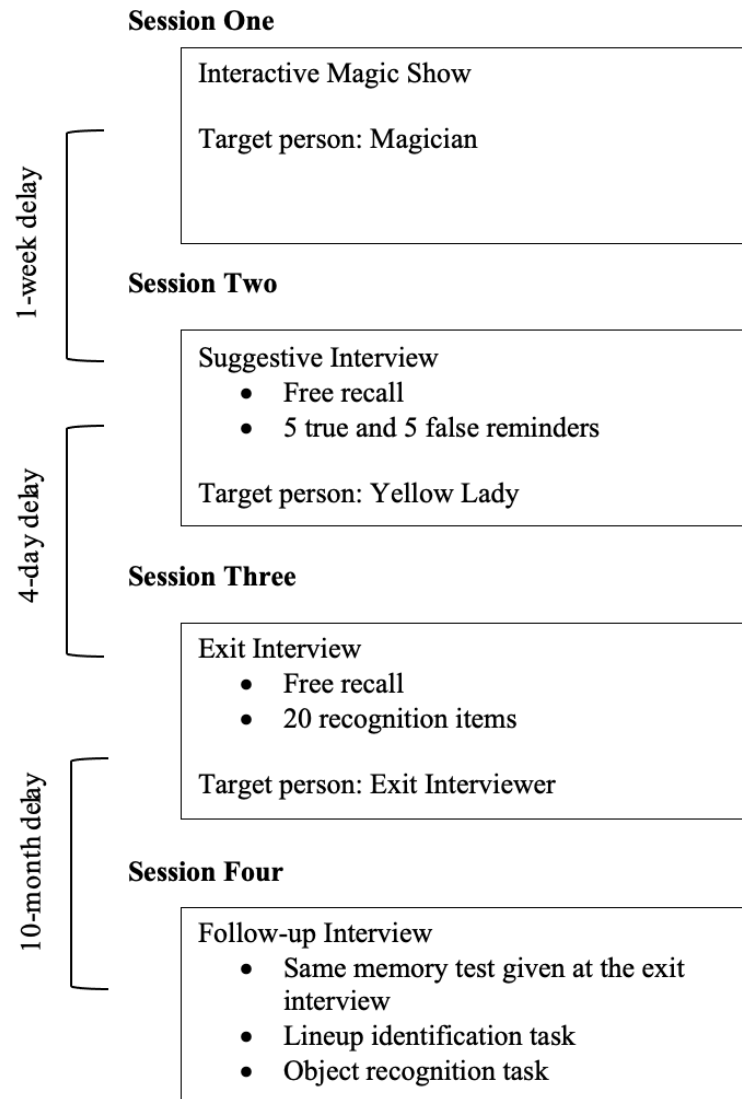 Session One
Interactive Magic Show
Target person: Magician
1-week delay
Session Two
Suggestive Interview
• Free recall
• 5 true and 5 false reminders
Target person: Yellow Lady
4-day delay
Session Three
Exit Interview
• Free recall
• 20 recognition items
Target person: Exit Interviewer
10-month delay
Session Four
Follow-up Interview
• Same memory test given at the exit
interview
• Lineup identification task
• Object recognition task